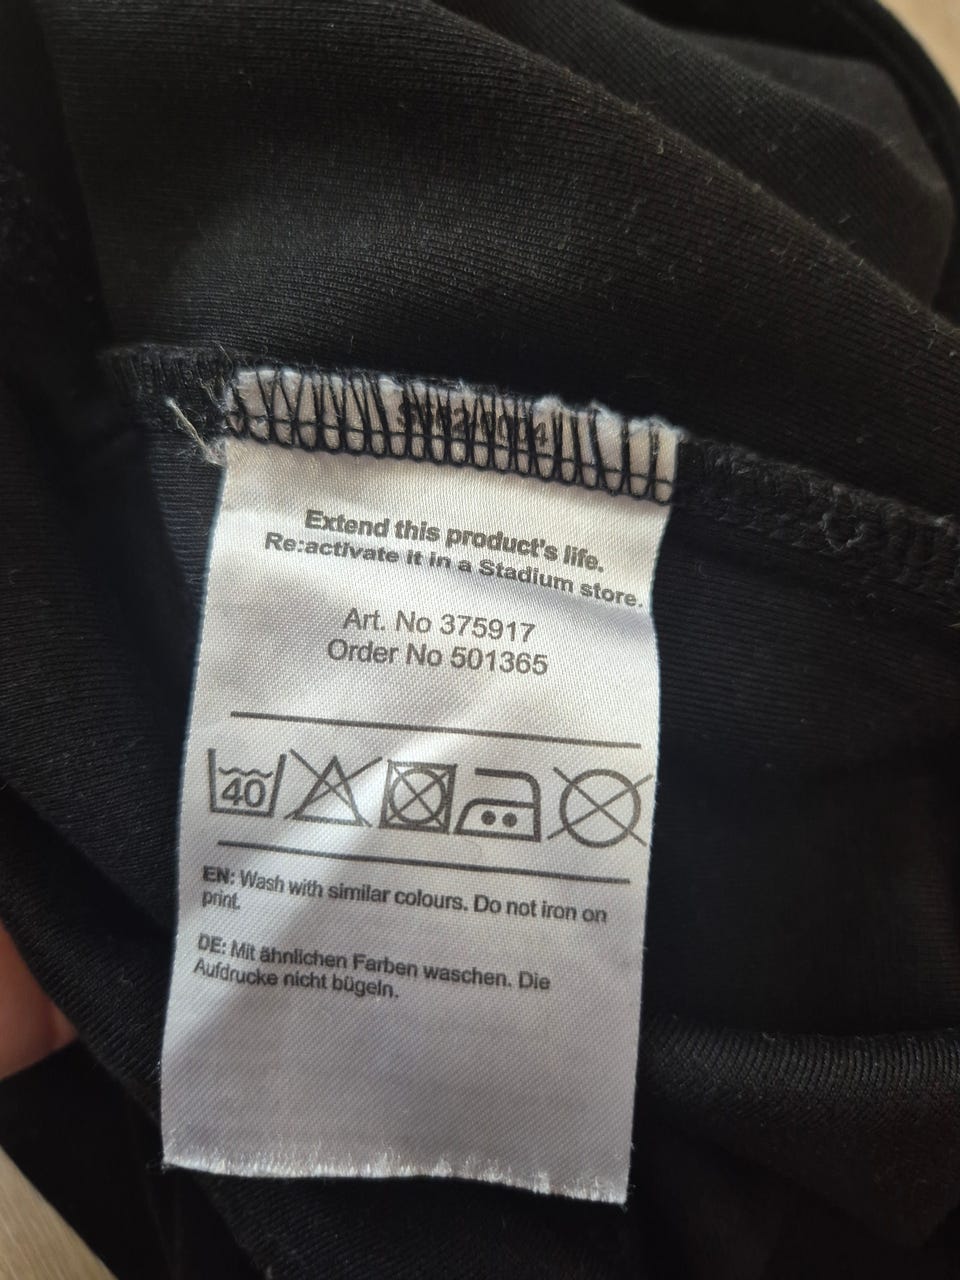 Extend this product's life.
Re:activate it in a Stadium store.
Art. No 375917
Order No 501365
40
EN: Wash with similar colours. Do not iron on
print.
DE: Mit ähnlichen Farben waschen. Die
Aufdrucke nicht bügeln.